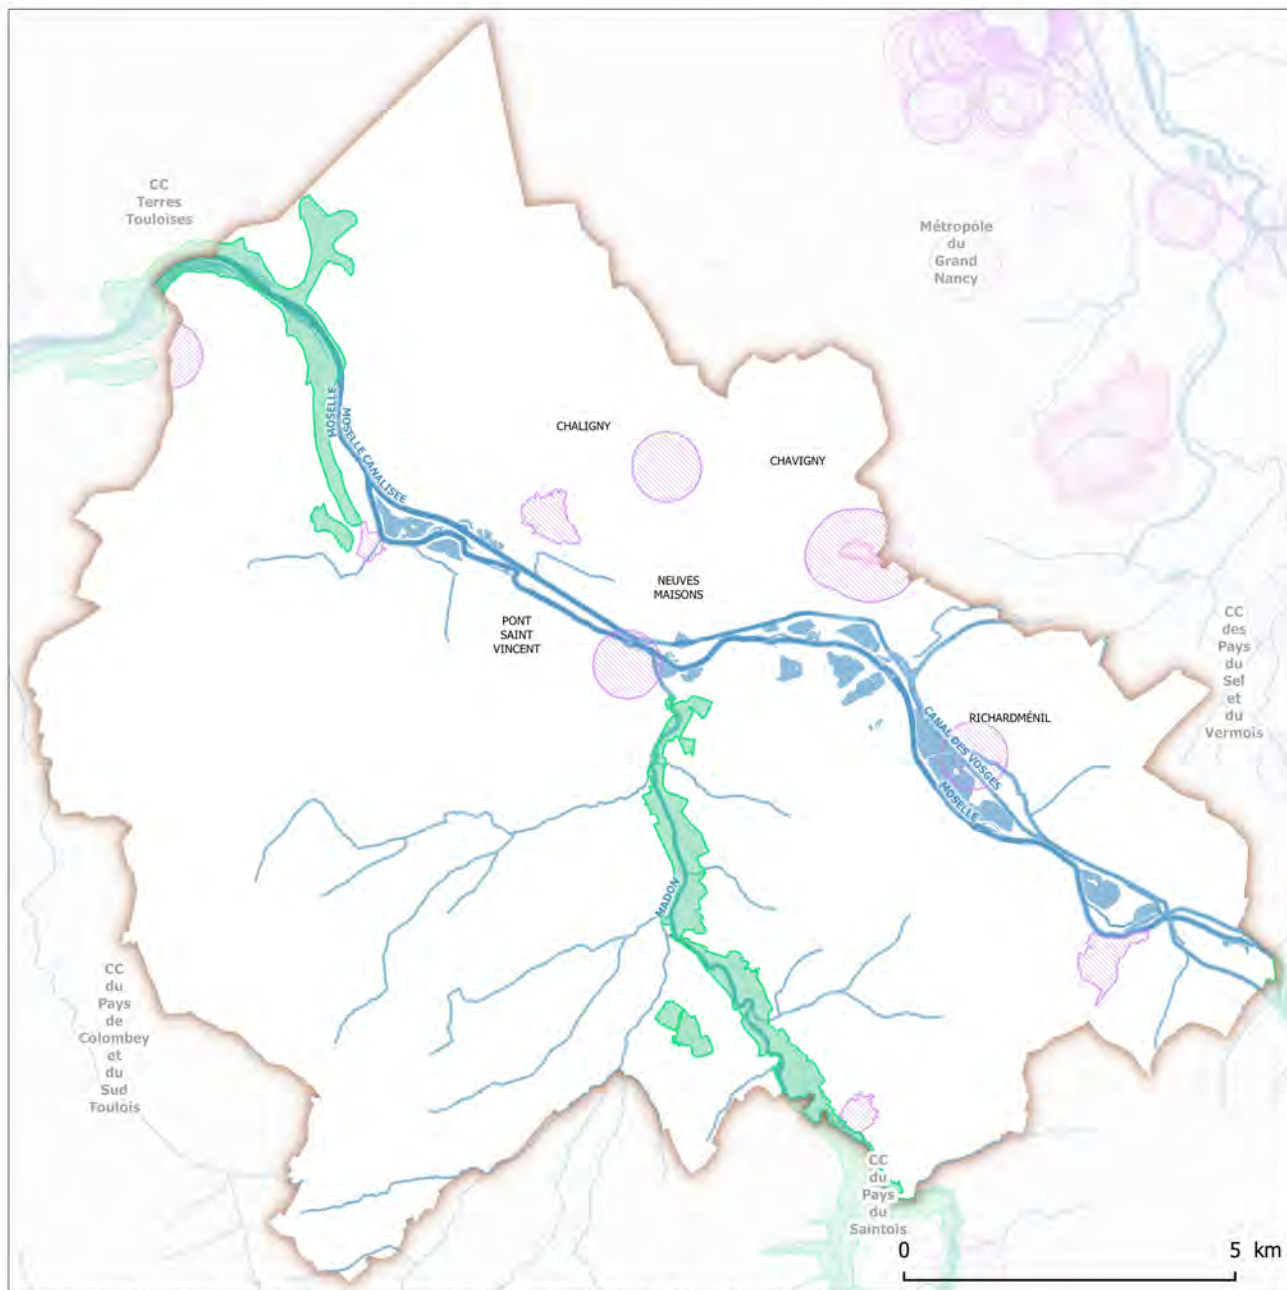 CC
Terres
Touloises
Métropole
du
Grand
Nancy
MOSELLE
MOSELLE CANALISEE
CHALIGNY
CHAVIGNY
NEUVES
MAISONS
PONT
SAINT
VINCENT
CC
des
Pays
du
Sel
et
du
Vermois
RICHARDMÉNIL
CANAL DES VOSGES
MOSELLE
MADON
CC
du
Pays
de
Colombey
et
du
Sud
Toulois
CC
du
Pays
du
Saintois
0 5 km